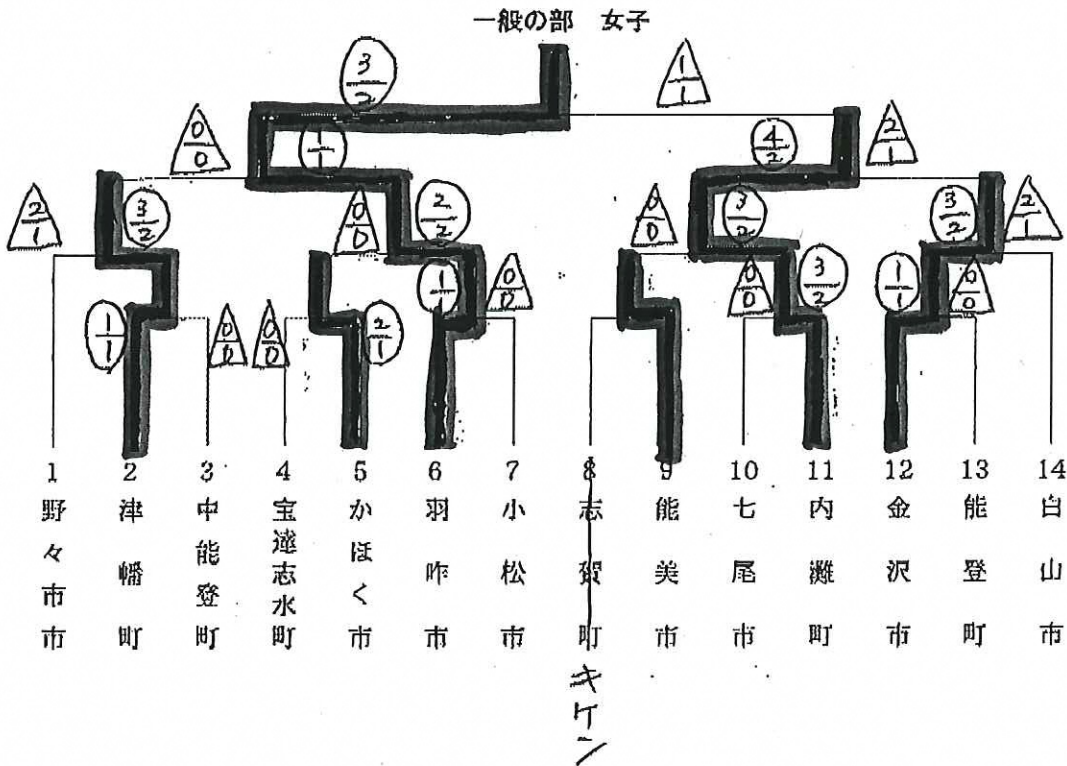 一般の部 女子
3/2
1/1
0/0
1/1
4/2
2/1
2/1
3/2
0/0
2/2
0/0
3/2
3/2
2/1
1/1
0/0
0/0
3/2
1/1
0/0
1/1
0/0
0/0
2/1
1 野々市市
2 津幡町
3 中能登町
4 宝達志水町
5 かほく市
6 羽咋市
7 小松市
8 志賀町 キケン
9 能美市
10 七尾市
11 内灘町
12 金沢市
13 能登町
14 白山市